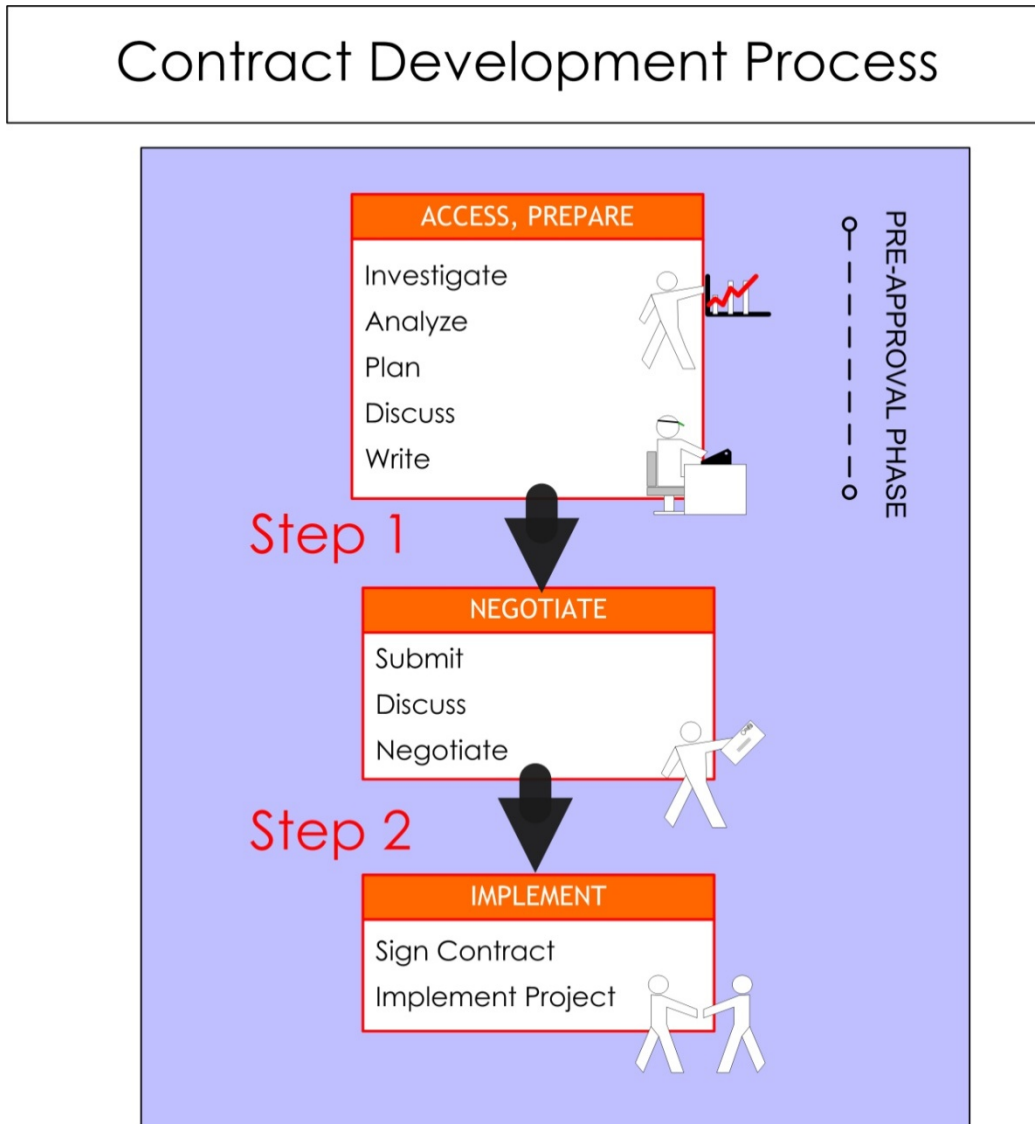 Contract Development Process
ACCESS, PREPARE
Investigate
Analyze
Plan
Discuss
Write
PRE-APPROVAL PHASE
Step 1
NEGOTIATE
Submit
Discuss
Negotiate
Step 2
IMPLEMENT
Sign Contract
Implement Project